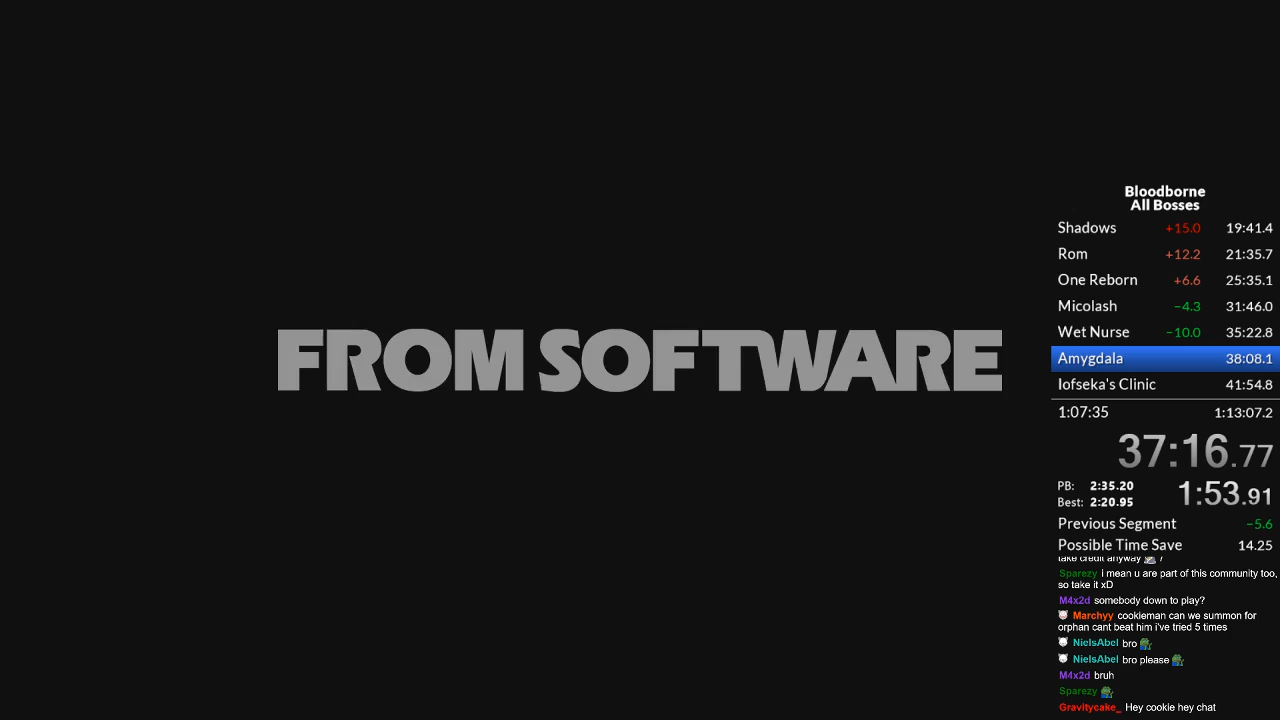 FROM SOFTWARE
Bloodborne
All Bosses
Shadows +15.0 19:41.4
Rom +12.2 21:35.7
One Reborn +6.6 25:35.1
Micolash −4.3 31:46.0
Wet Nurse −10.0 35:22.8
Amygdala 38:08.1
Iofseka's Clinic 41:54.8
1:07:35 1:13:07.2
37:16.77
PB: 2:35.20
Best: 2:20.95
1:53.91
Previous Segment −5.6
Possible Time Save 14.25
take credit anyway 7
Sparezy i mean u are part of this community too,
so take it xD
M4x2d somebody down to play?
Marchyy cookieman can we summon for
orphan cant beat him i've tried 5 times
NielsAbel bro
NielsAbel bro please
M4x2d bruh
Sparezy
Gravitycake_ Hey cookie hey chat